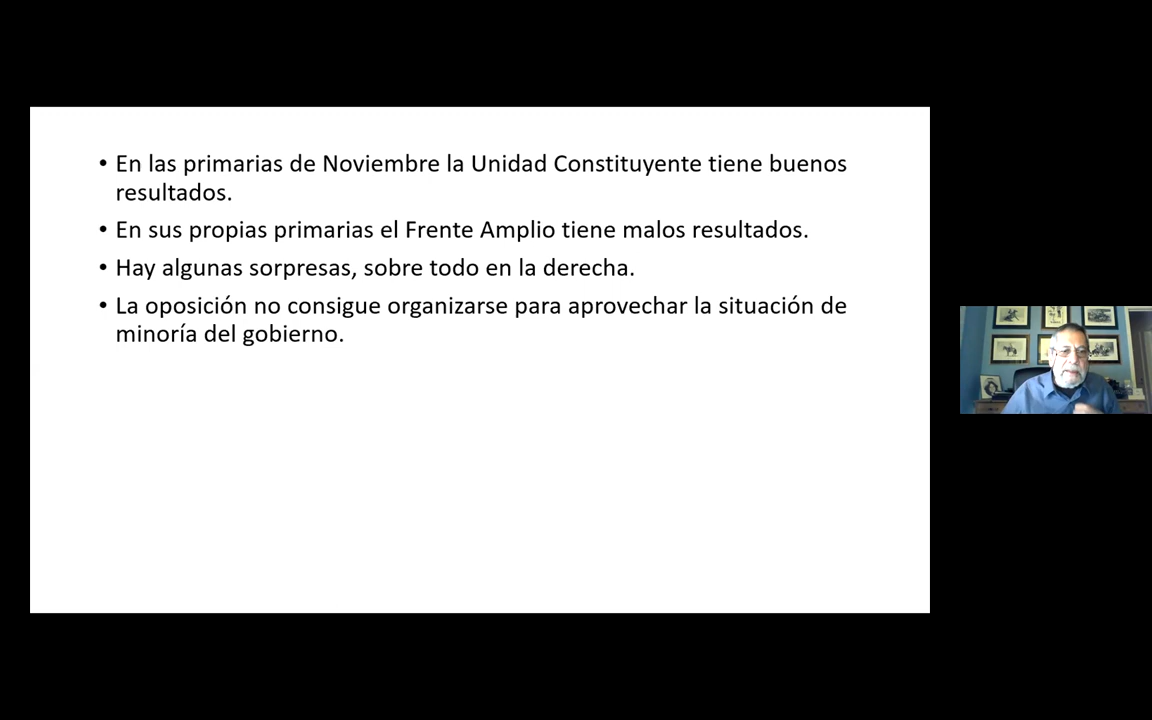 • En las primarias de Noviembre la Unidad Constituyente tiene buenos
resultados.
• En sus propias primarias el Frente Amplio tiene malos resultados.
• Hay algunas sorpresas, sobre todo en la derecha.
• La oposición no consigue organizarse para aprovechar la situación de
minoría del gobierno.